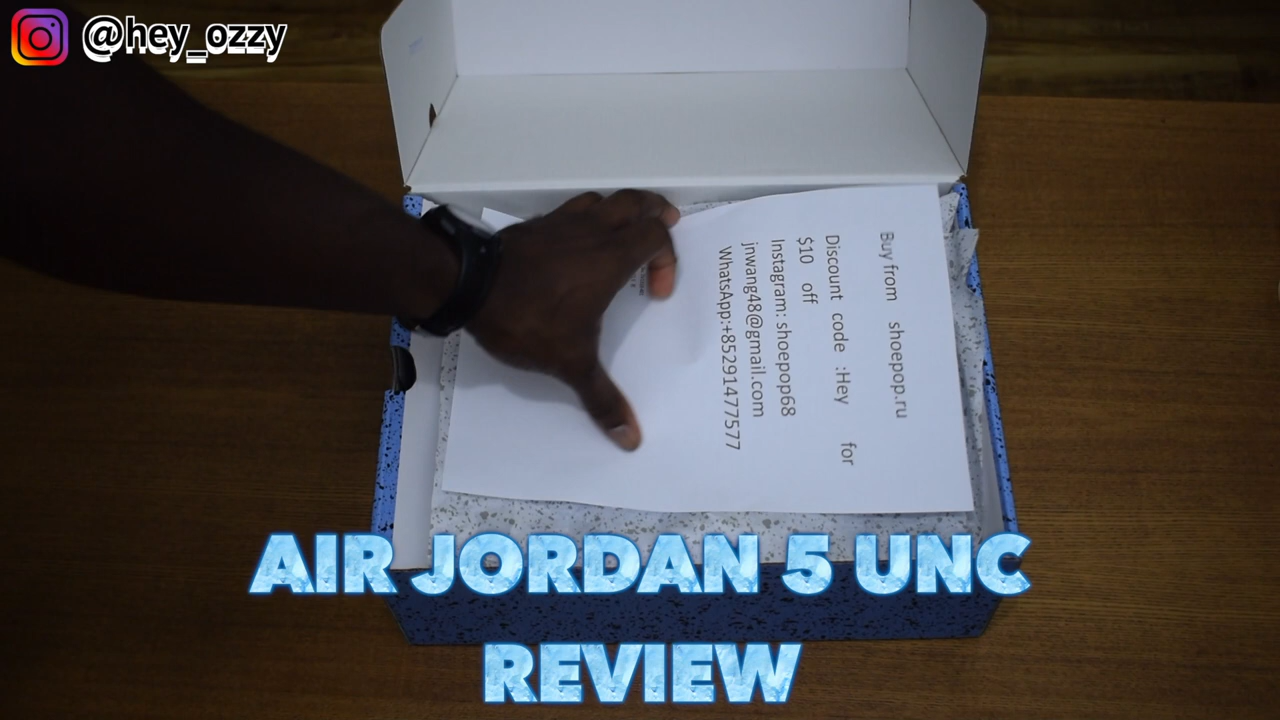 @hey_ozzy
Buy from shoepop.ru
Discount code :Hey for
$10 off
Instagram: shoepop68
jnwang48@gmail.com
WhatsApp:+85291477577
AIR JORDAN 5 UNC
REVIEW